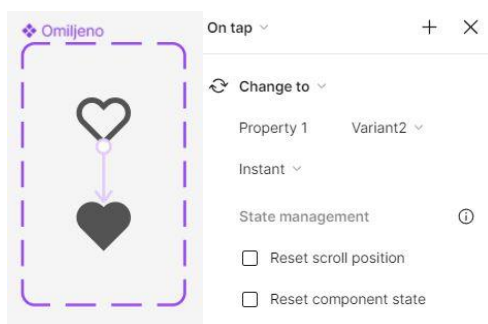 Omiljeno
On tap
Change to
Property 1 Variant2
Instant
State management
Reset scroll position
Reset component state